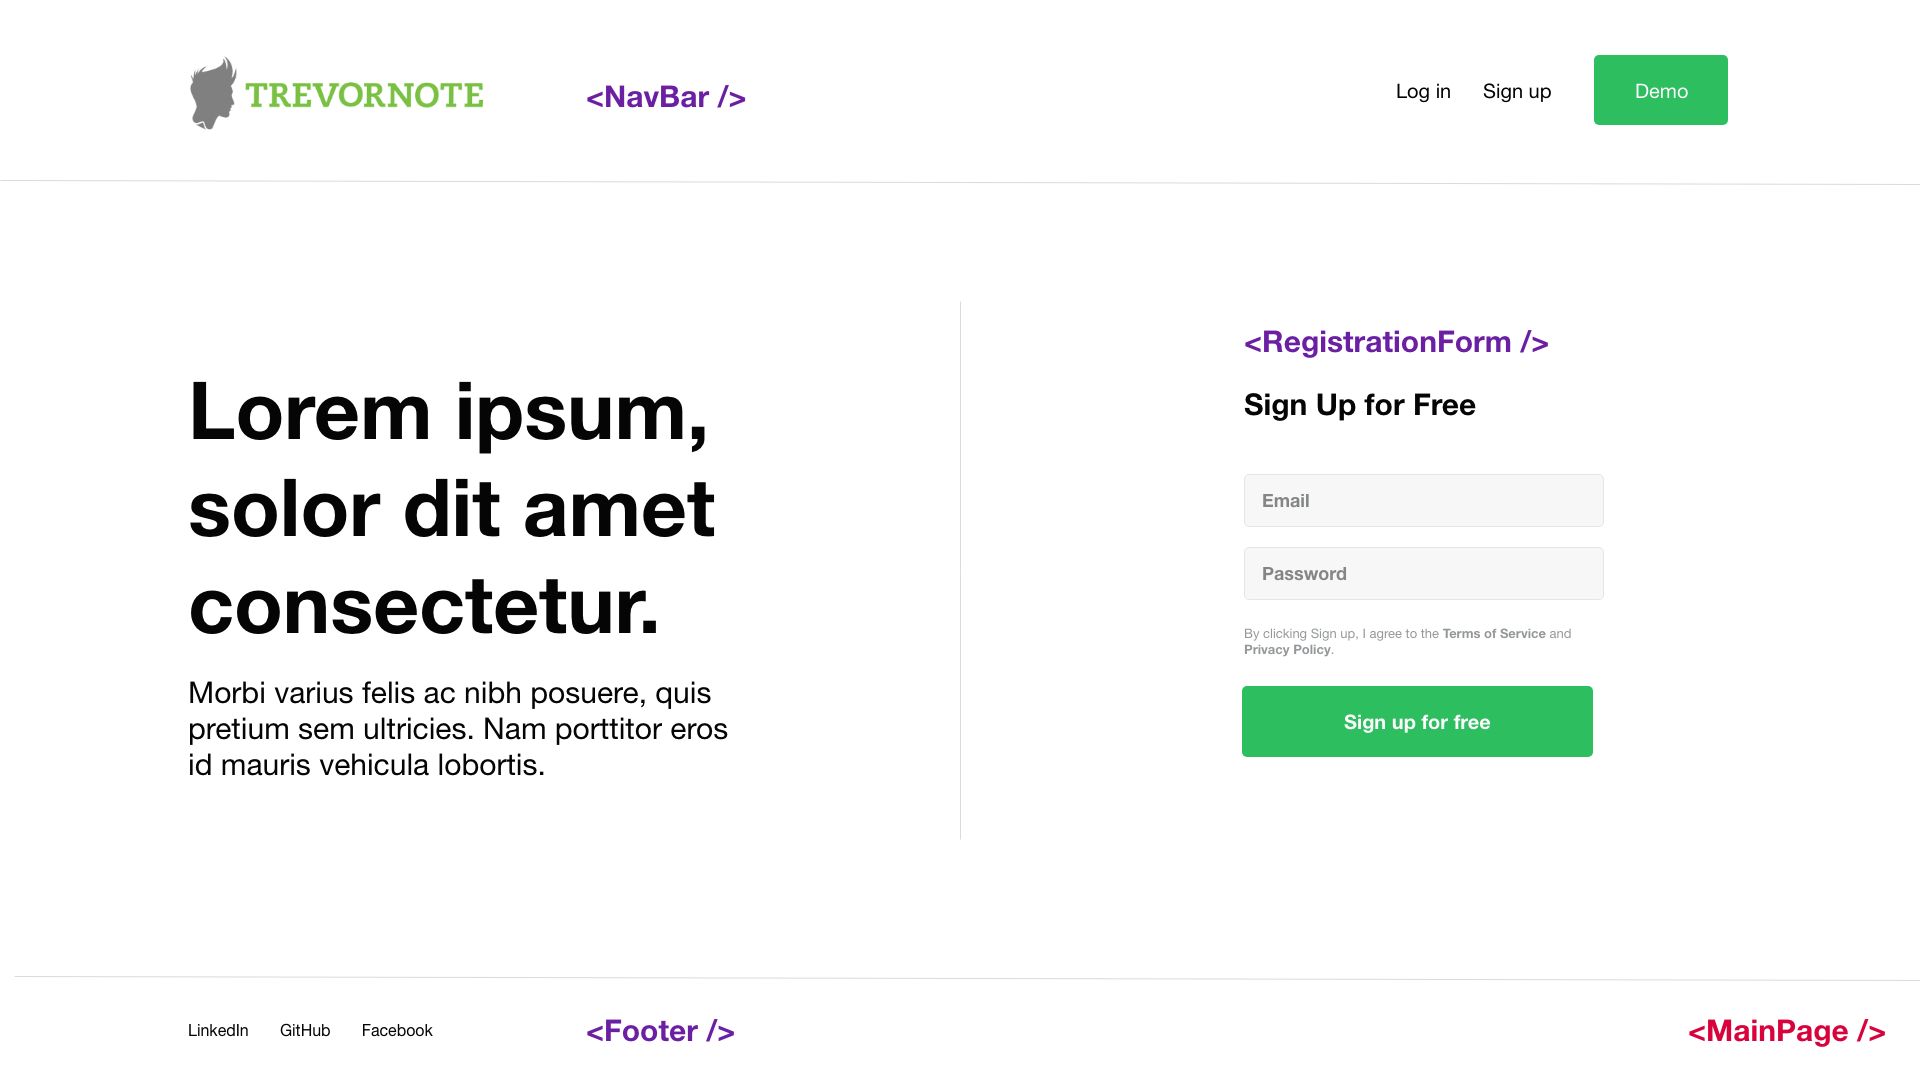 TREVORNOTE
<NavBar />
Log in
Sign up
Demo
Lorem ipsum,
solor dit amet
consectetur.
Morbi varius felis ac nibh posuere, quis
pretium sem ultricies. Nam porttitor eros
id mauris vehicula lobortis.
<RegistrationForm />
Sign Up for Free
Email
Password
By clicking Sign up, I agree to the Terms of Service and
Privacy Policy.
Sign up for free
LinkedIn
GitHub
Facebook
<Footer />
<MainPage />